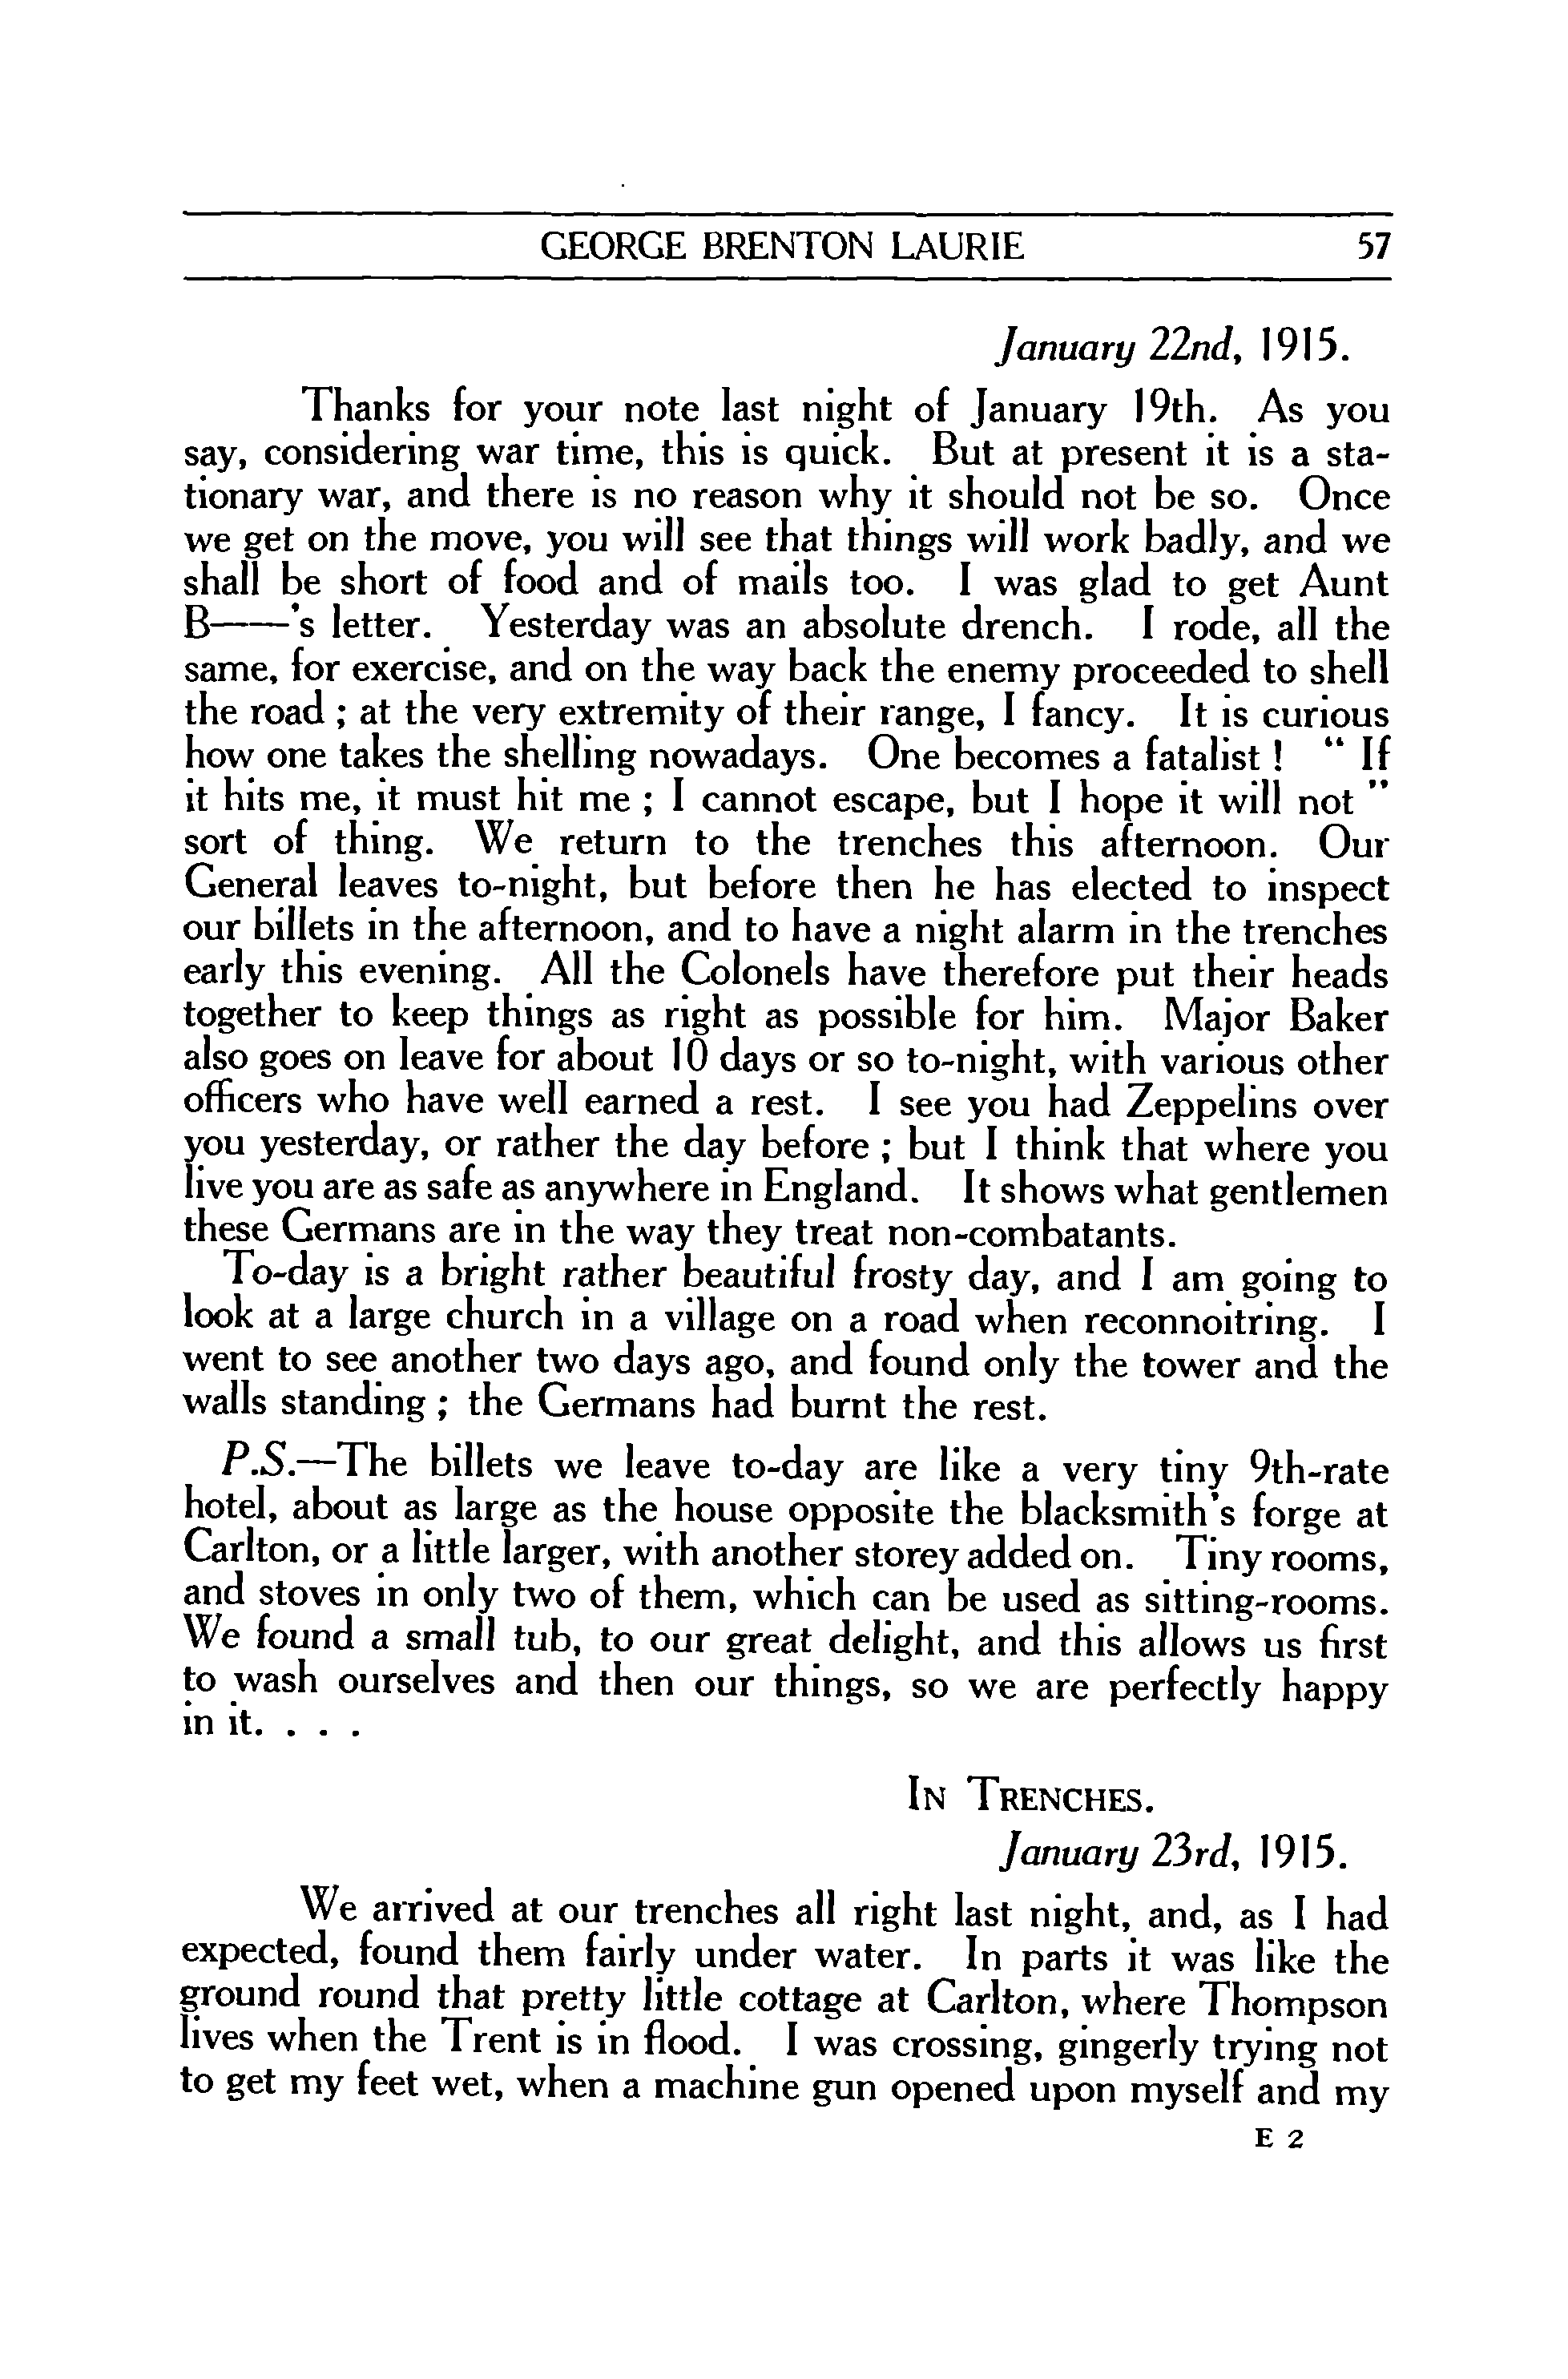 GEORGE BRENTON LAURIE 57
January 22nd, 1915.
Thanks for your note last night of January 19th. As you
say, considering war time, this is quick. But at present it is a sta-
tionary war, and there is no reason why it should not be so. Once
we get on the move, you will see that things will work badly, and we
shall be short of food and of mails too. I was glad to get Aunt
B——'s letter. Yesterday was an absolute drench. I rode, all the
same, for exercise, and on the way back the enemy proceeded to shell
the road ; at the very extremity of their range, I fancy. It is curious
how one takes the shelling nowadays. One becomes a fatalist ! “ If
it hits me, it must hit me ; I cannot escape, but I hope it will not ”
sort of thing. We return to the trenches this afternoon. Our
General leaves to-night, but before then he has elected to inspect
our billets in the afternoon, and to have a night alarm in the trenches
early this evening. All the Colonels have therefore put their heads
together to keep things as right as possible for him. Major Baker
also goes on leave for about 10 days or so to-night, with various other
officers who have well earned a rest. I see you had Zeppelins over
you yesterday, or rather the day before ; but I think that where you
live you are as safe as anywhere in England. It shows what gentlemen
these Germans are in the way they treat non-combatants.
To-day is a bright rather beautiful frosty day, and I am going to
look at a large church in a village on a road when reconnoitring. I
went to see another two days ago, and found only the tower and the
walls standing ; the Germans had burnt the rest.
P.S.—The billets we leave to-day are like a very tiny 9th-rate
hotel, about as large as the house opposite the blacksmith's forge at
Carlton, or a little larger, with another storey added on. Tiny rooms,
and stoves in only two of them, which can be used as sitting-rooms.
We found a small tub, to our great delight, and this allows us first
to wash ourselves and then our things, so we are perfectly happy
in it. . . .
IN TRENCHES.
January 23rd, 1915.
We arrived at our trenches all right last night, and, as I had
expected, found them fairly under water. In parts it was like the
ground round that pretty little cottage at Carlton, where Thompson
lives when the Trent is in flood. I was crossing, gingerly trying not
to get my feet wet, when a machine gun opened upon myself and my
E 2